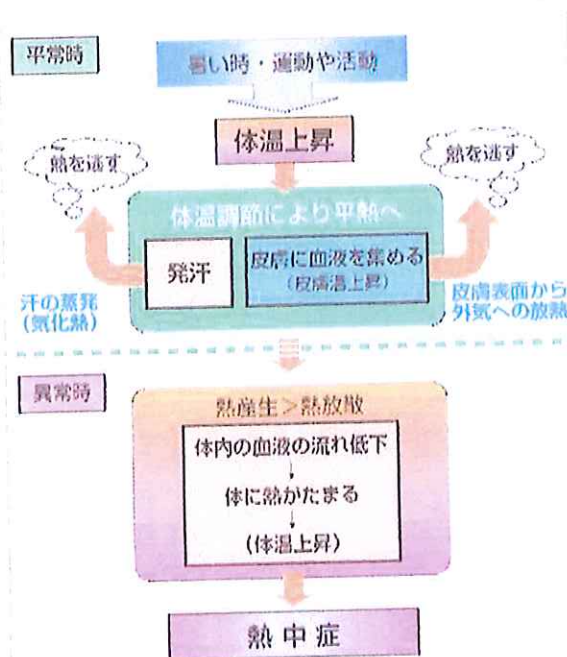 平常時
暑い時・運動や活動
体温上昇
熱を逃す
熱を逃す
体温調節により平熱へ
発汗
皮膚に血液を集める
(皮膚温上昇)
汗の蒸発
(気化熱)
皮膚表面から
外気への放熱
異常時
熱産生>熱放散
体内の血液の流れ低下
↓
体に熱がたまる
↓
(体温上昇)
熱中症